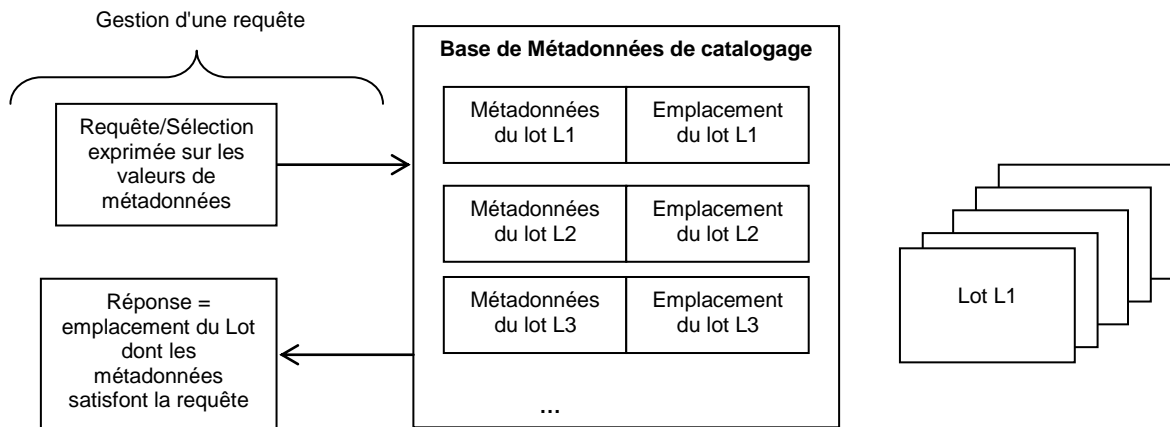 Gestion d'une requête
Requête/Sélection
exprimée sur les
valeurs de
métadonnées
Réponse =
emplacement du Lot
dont les
métadonnées
satisfont la requête
Base de Métadonnées de catalogage
Métadonnées
du lot L1
Emplacement
du lot L1
Métadonnées
du lot L2
Emplacement
du lot L2
Métadonnées
du lot L3
Emplacement
du lot L3
...
Lot L1